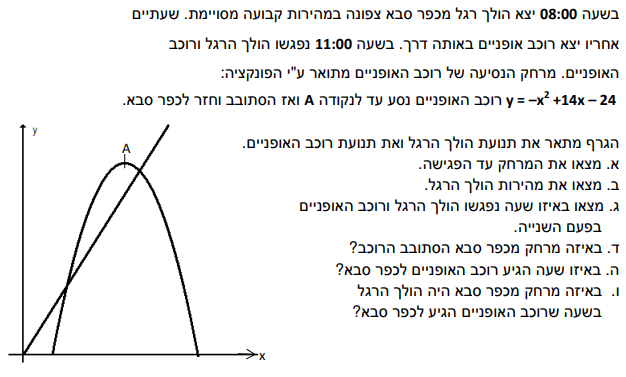 בשעה 08:00 יצא הולך רגל מכפר סבא צפונה במהירות קבועה מסויימת. שעתיים
אחריו יצא רוכב אופניים באותה דרך. בשעה 11:00 נפגשו הולך הרגל ורוכב
האופניים. מרחק הנסיעה של רוכב האופניים מתואר ע"י הפונקציה:
y = –x² +14x – 24 רוכב האופניים נסע עד לנקודה A ואז הסתובב וחזר לכפר סבא.
הגרף מתאר את תנועת הולך הרגל ואת תנועת רוכב האופניים.
א. מצאו את המרחק עד הפגישה.
ב. מצאו את מהירות הולך הרגל.
ג. מצאו באיזו שעה נפגשו הולך הרגל ורוכב האופניים
בפעם השנייה.
ד. באיזה מרחק מכפר סבא הסתובב הרוכב?
ה. באיזו שעה הגיע רוכב האופניים לכפר סבא?
ו. באיזה מרחק מכפר סבא היה הולך הרגל
בשעה שרוכב האופניים הגיע לכפר סבא?
y
A
x